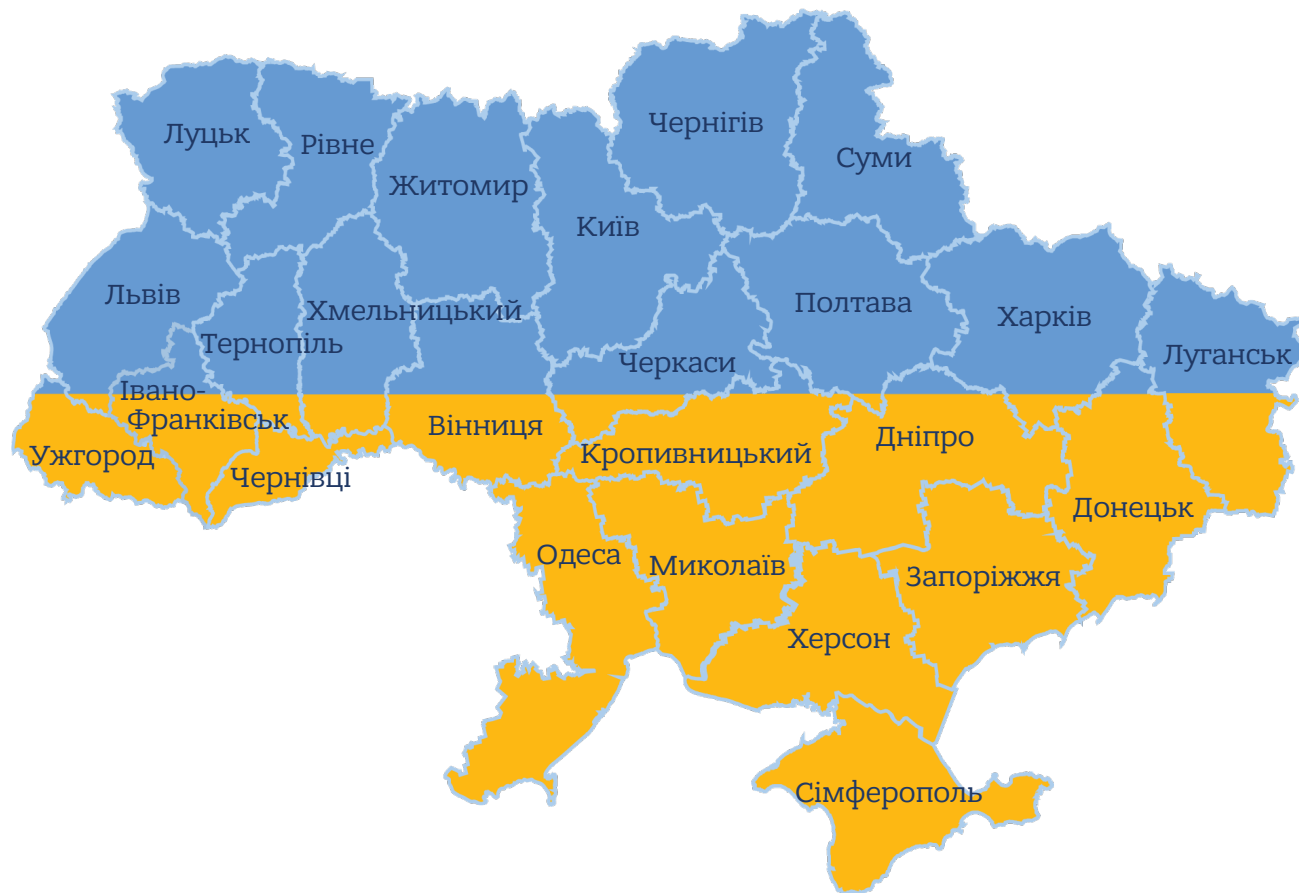 Чернігів
Луцьк
Рівне
Суми
Житомир
Київ
Львів
Хмельницький
Полтава
Харків
Тернопіль
Черкаси
Луганськ
Івано-
Франківськ
Вінниця
Дніпро
Ужгород
Кропивницький
Чернівці
Донецьк
Одеса
Миколаїв
Запоріжжя
Херсон
Сімферополь